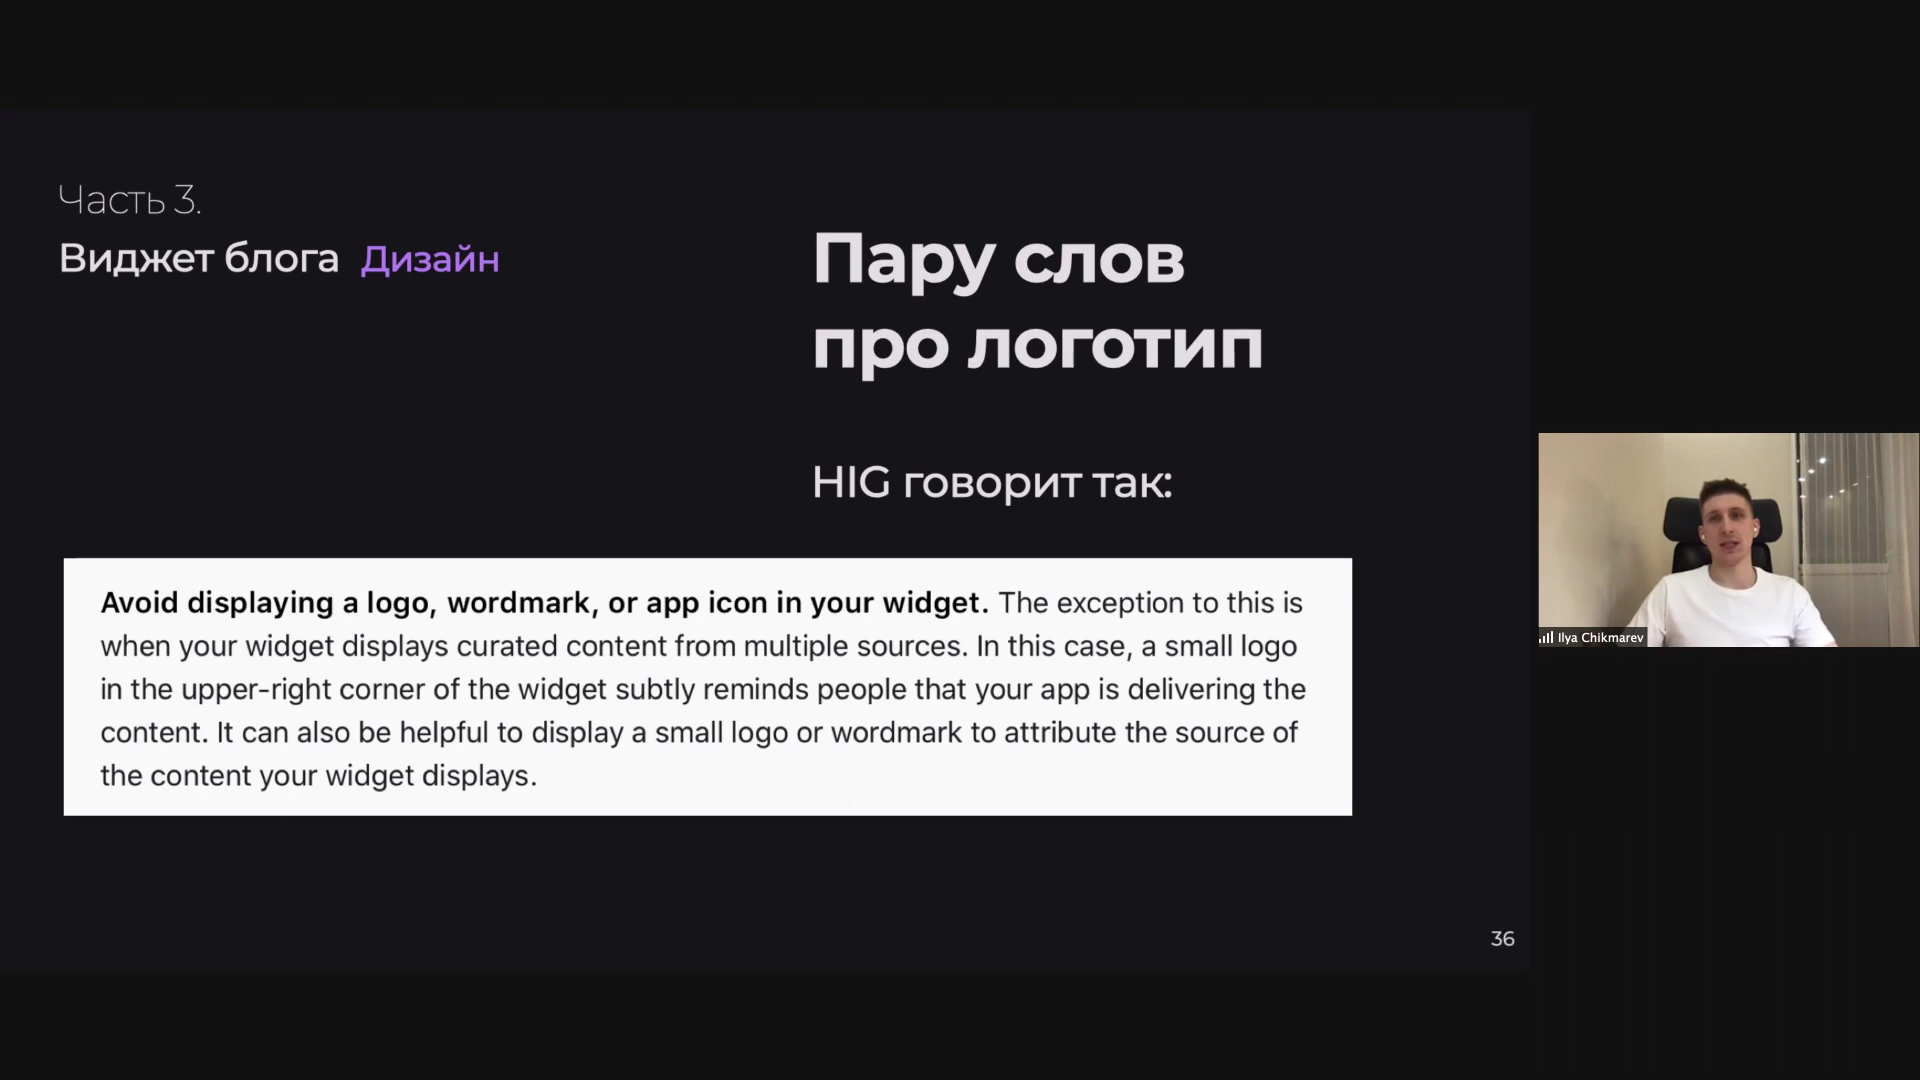 Часть 3.
Виджет блога Дизайн
Пару слов
про логотип
HIG говорит так:
Avoid displaying a logo, wordmark, or app icon in your widget. The exception to this is
when your widget displays curated content from multiple sources. In this case, a small logo
in the upper-right corner of the widget subtly reminds people that your app is delivering the
content. It can also be helpful to display a small logo or wordmark to attribute the source of
the content your widget displays.
36
Ilya Chikmarev